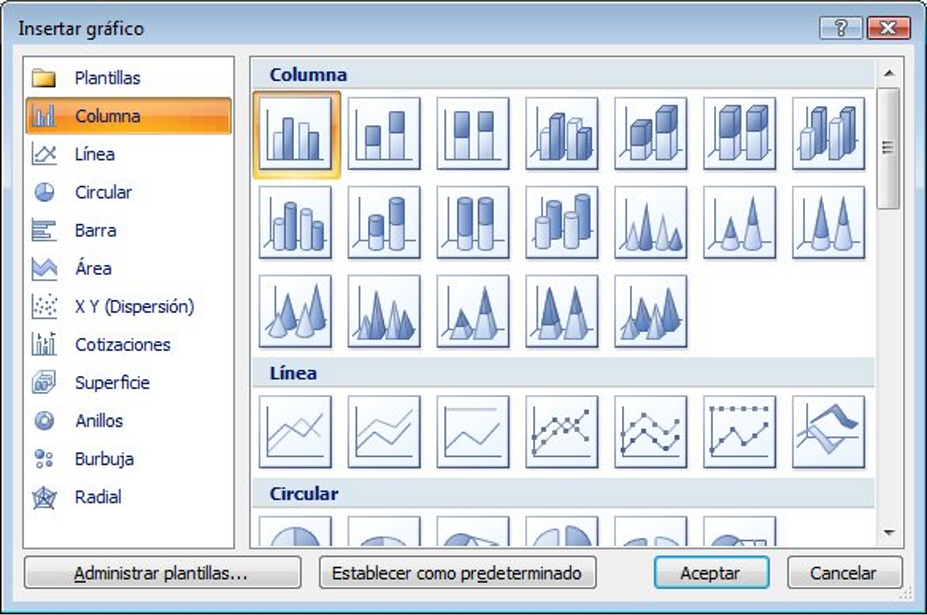 Insertar gráfico
Plantillas
Columna
Línea
Circular
Barra
Área
X Y (Dispersión)
Cotizaciones
Superficie
Anillos
Burbuja
Radial
Columna
Línea
Circular
Administrar plantillas...
Establecer como predeterminado
Aceptar
Cancelar